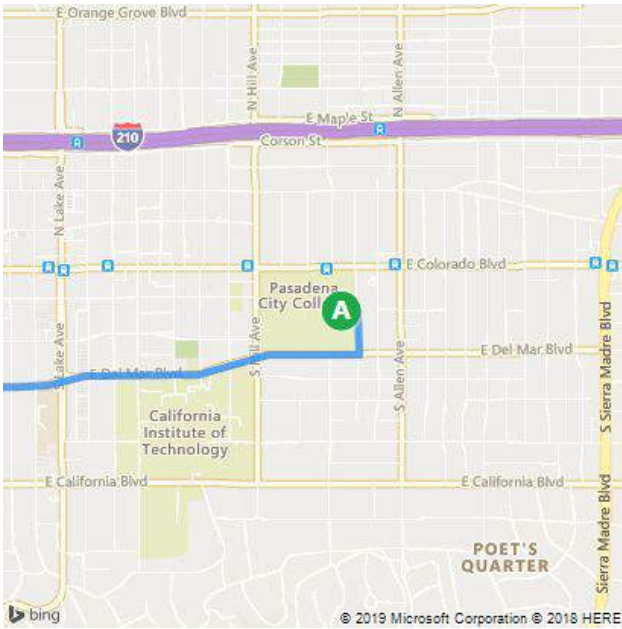 E Orange Grove Blvd
N Hill Ave
N Allen Ave
E Maple St
210
Corson St
N Lake Ave
E Colorado Blvd
Pasadena
City Coll
A
S Lake Ave
S Hill Ave
S Allen Ave
E Del Mar Blvd
E Del Mar Blvd
S Sierra Madre Blvd
California
Institute of
Technology
E California Blvd
E California Blvd
Sierra Madre Blvd
POET'S
QUARTER
bing
© 2019 Microsoft Corporation © 2018 HERE